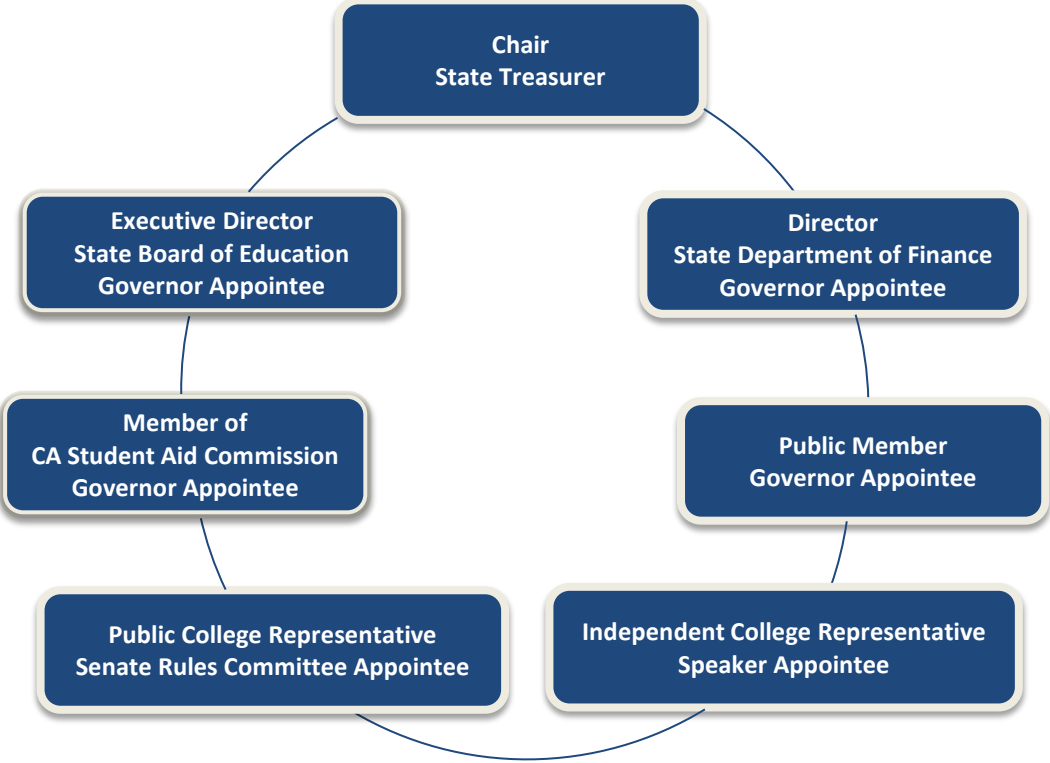 Chair
State Treasurer
Executive Director
State Board of Education
Governor Appointee
Director
State Department of Finance
Governor Appointee
Member of
CA Student Aid Commission
Governor Appointee
Public Member
Governor Appointee
Public College Representative
Senate Rules Committee Appointee
Independent College Representative
Speaker Appointee